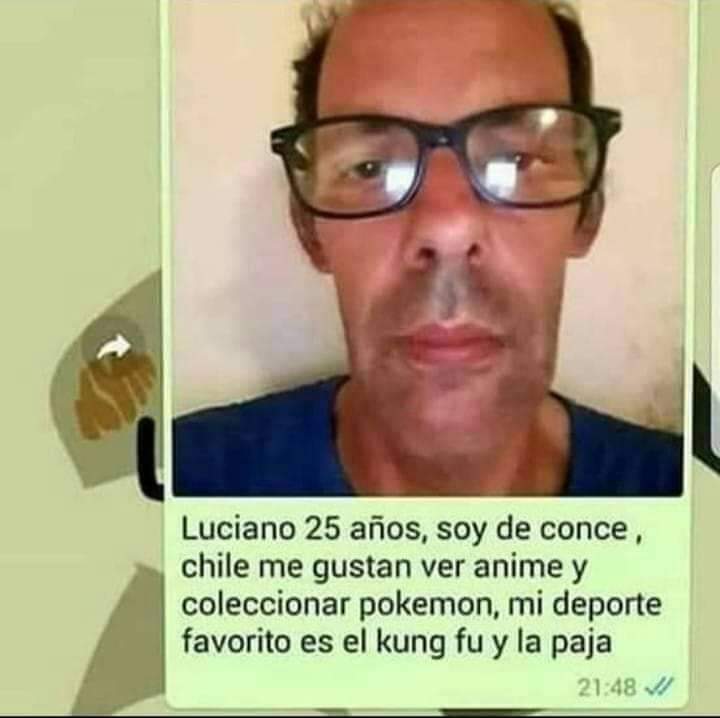 Luciano 25 años, soy de conce ,
chile me gustan ver anime y
coleccionar pokemon, mi deporte
favorito es el kung fu y la paja
21:48